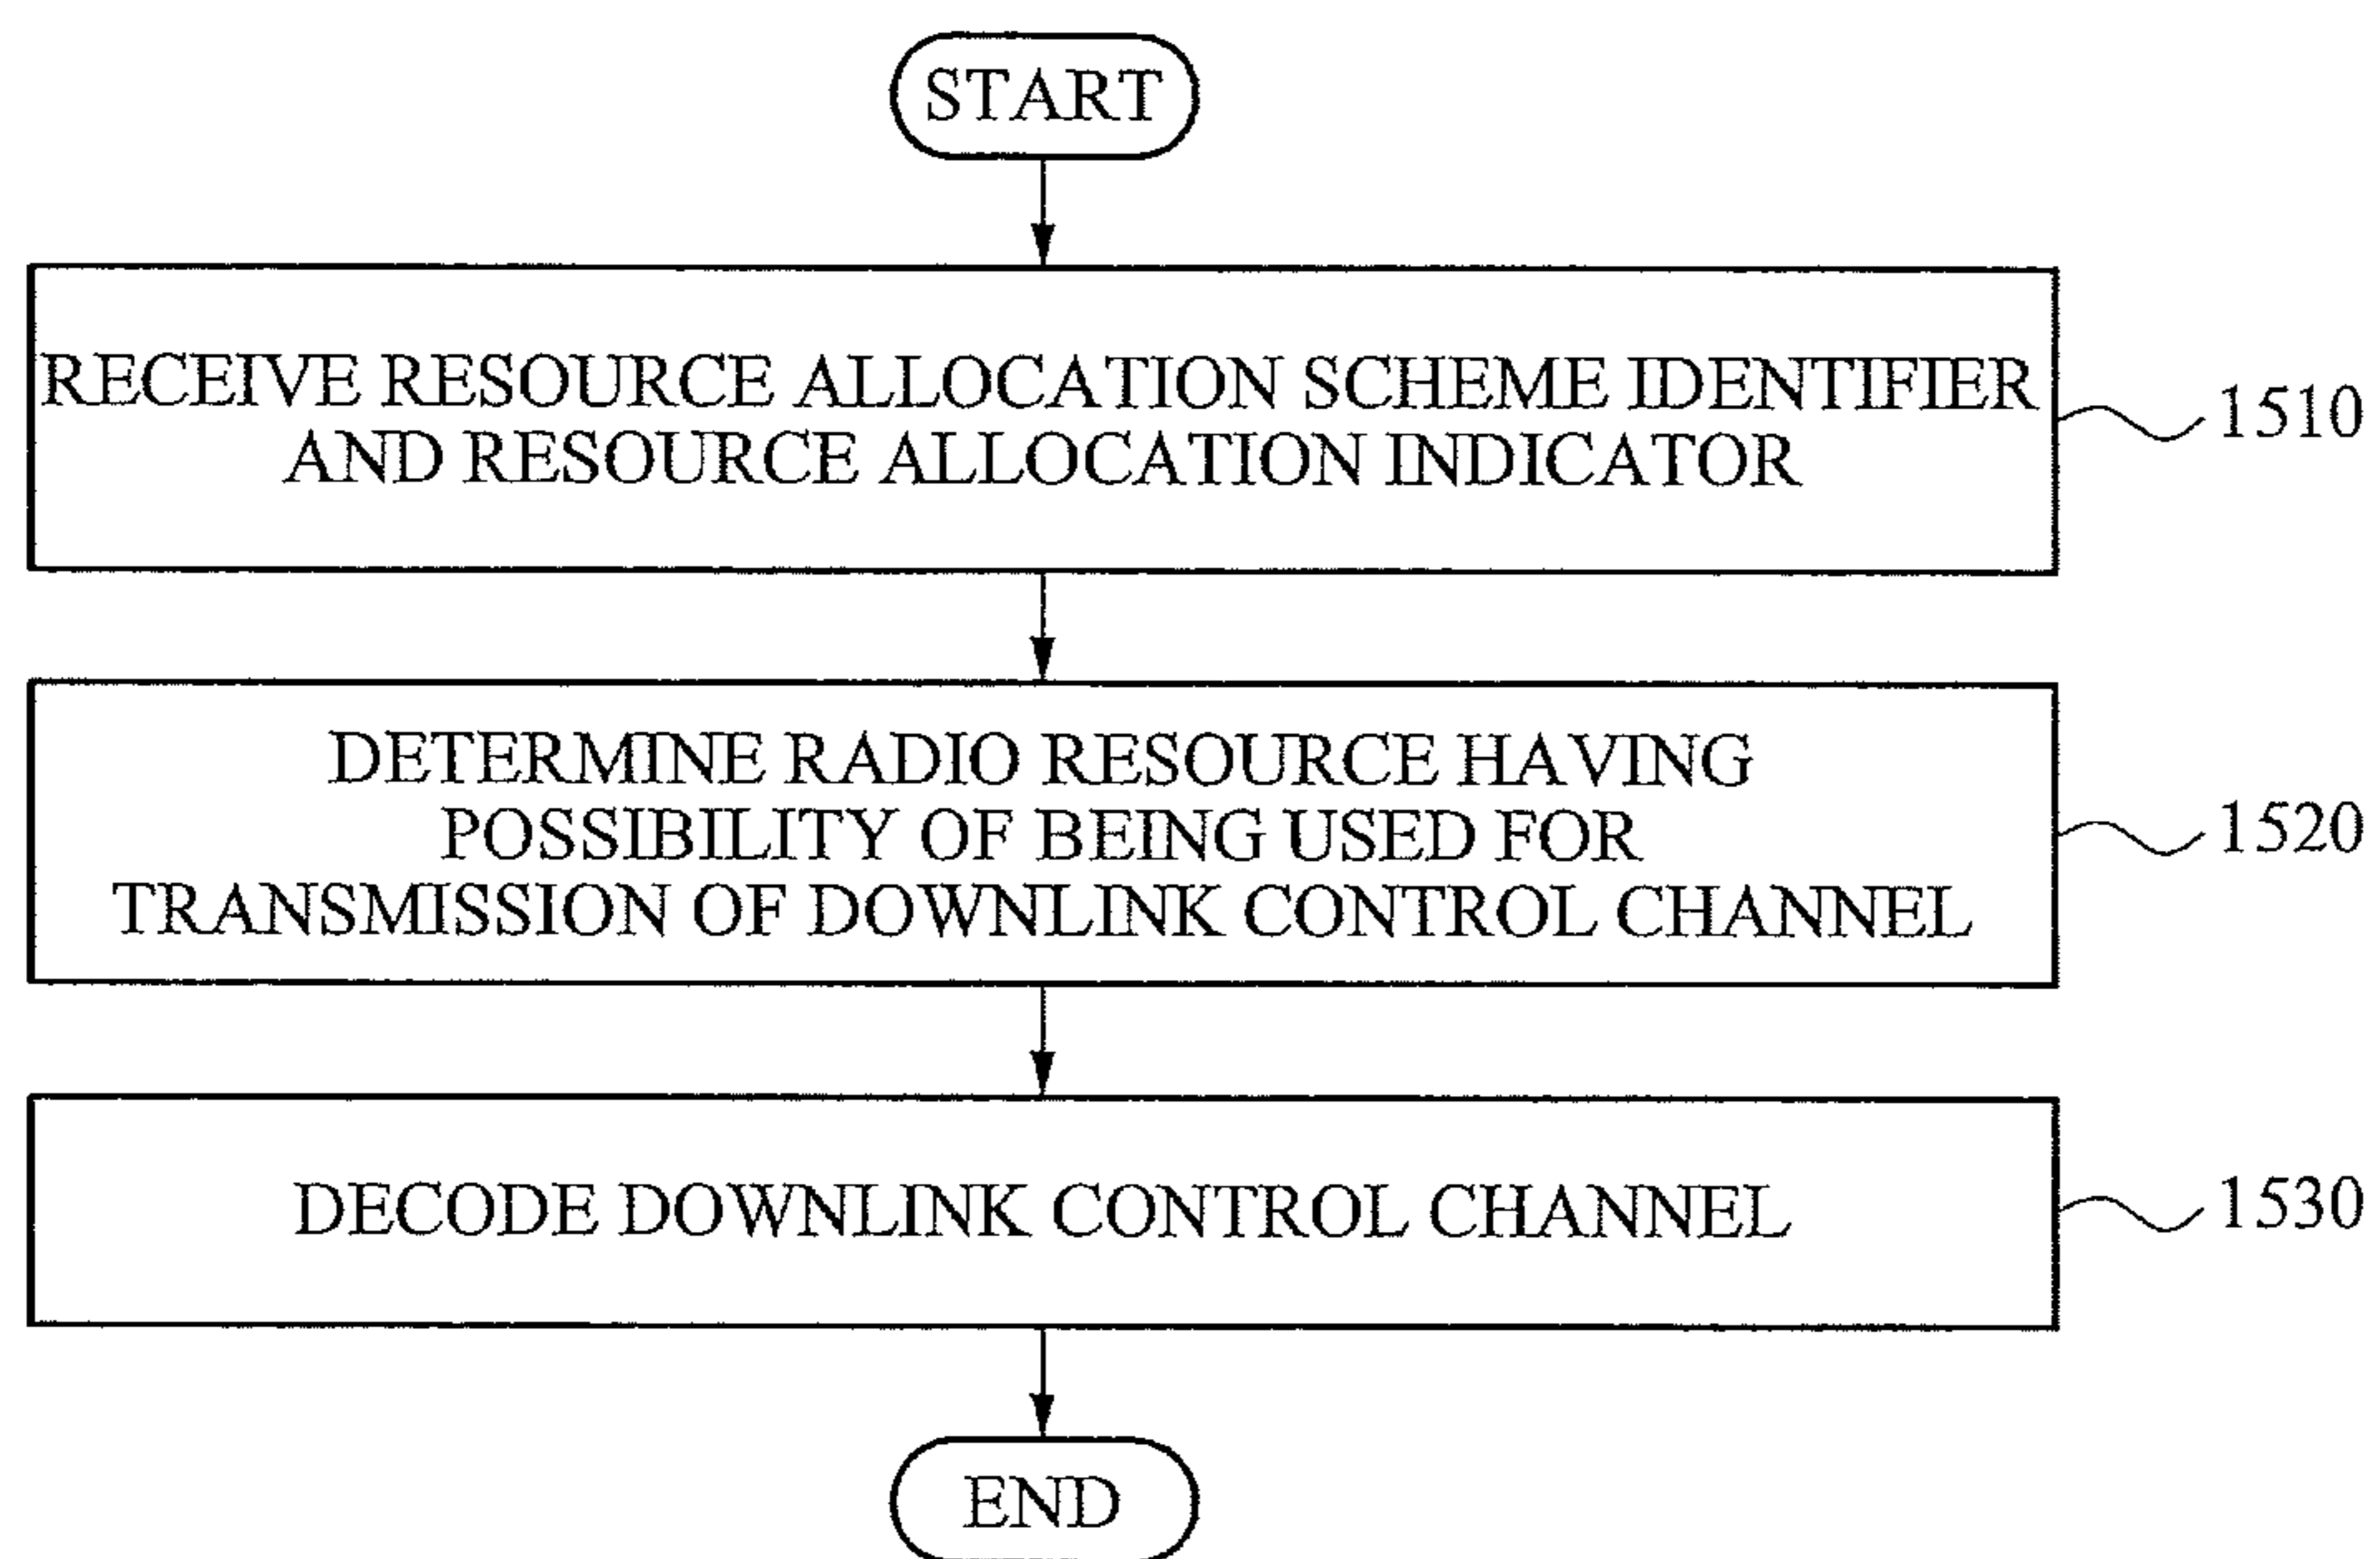 START
RECEIVE RESOURCE ALLOCATION SCHEME IDENTIFIER
AND RESOURCE ALLOCATION INDICATOR
1510
DETERMINE RADIO RESOURCE HAVING
POSSIBILITY OF BEING USED FOR
TRANSMISSION OF DOWNLINK CONTROL CHANNEL
1520
DECODE DOWNLINK CONTROL CHANNEL
1530
END